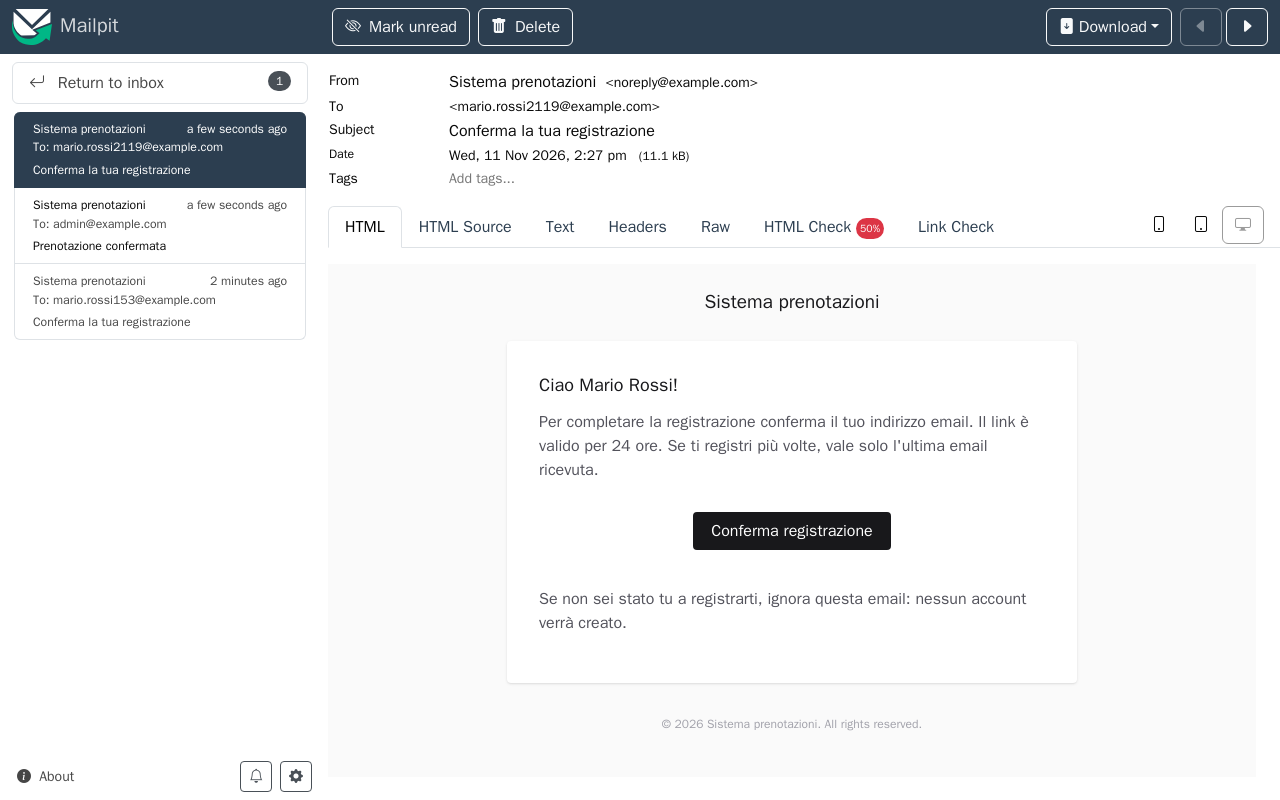 Mailpit
Mark unread
Delete
Download
Return to inbox
1
Sistema prenotazioni
a few seconds ago
To: mario.rossi2119@example.com
Conferma la tua registrazione
Sistema prenotazioni
a few seconds ago
To: admin@example.com
Prenotazione confermata
Sistema prenotazioni
2 minutes ago
To: mario.rossi153@example.com
Conferma la tua registrazione
From Sistema prenotazioni <noreply@example.com>
To <mario.rossi2119@example.com>
Subject Conferma la tua registrazione
Date Wed, 11 Nov 2026, 2:27 pm (11.1 kB)
Tags Add tags...
HTML
HTML Source
Text
Headers
Raw
HTML Check 50%
Link Check
Sistema prenotazioni
Ciao Mario Rossi!
Per completare la registrazione conferma il tuo indirizzo email. Il link è
valido per 24 ore. Se ti registri più volte, vale solo l'ultima email
ricevuta.
Conferma registrazione
Se non sei stato tu a registrarti, ignora questa email: nessun account
verrà creato.
© 2026 Sistema prenotazioni. All rights reserved.
About